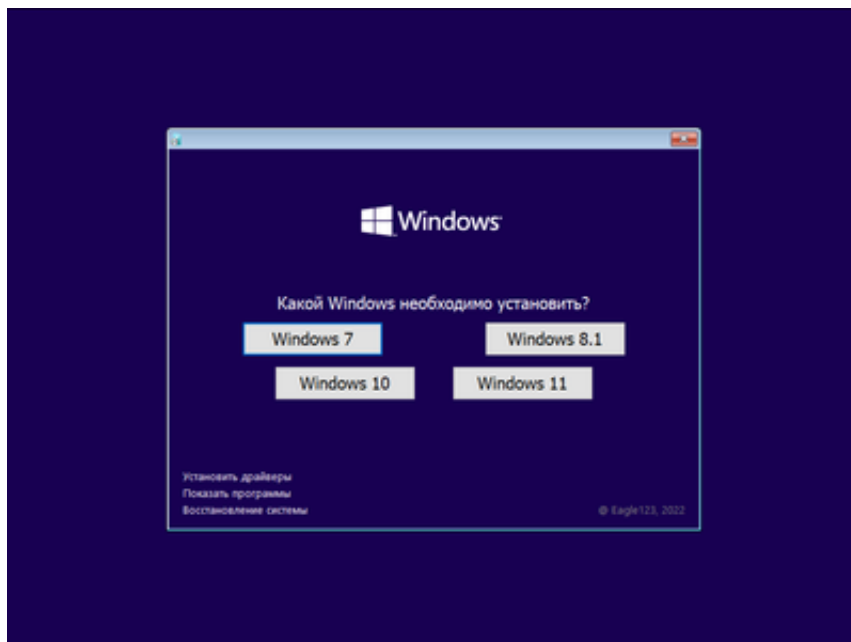 Windows
Какой Windows необходимо установить?
Windows 7
Windows 8.1
Windows 10
Windows 11
Установить драйверы
Показать программы
Восстановление системы
@ Eagle123, 2022